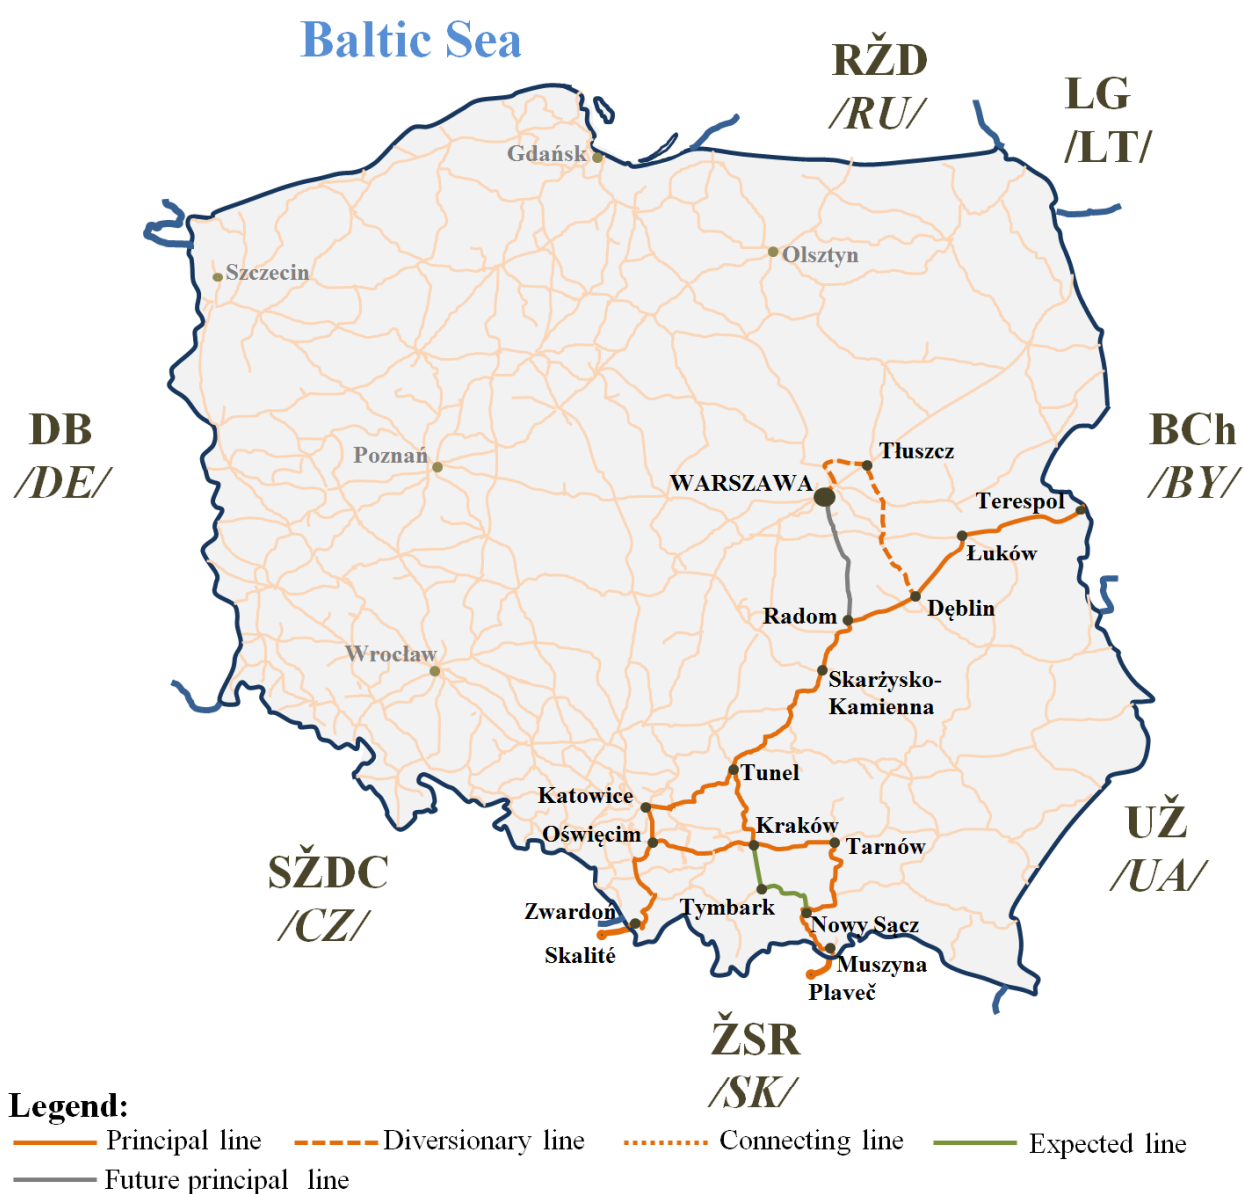 Baltic Sea
RŽD
/RU/
LG
/LT/
Gdańsk
Olsztyn
Szczecin
DB
/DE/
BCh
/BY/
Poznań
Tłuszcz
WARSZAWA
Terespol
Łuków
Radom
Dęblin
Wrocław
Skarżysko-
Kamienna
Tunel
Katowice
Oświęcim
Kraków
Tarnów
UŽ
/UA/
SŽDC
/CZ/
Zwardoń
Tymbark
Nowy Sącz
Skalité
Muszyna
Plaveč
ŽSR
/SK/
Legend:
Principal line
Diversionary line
Connecting line
Expected line
Future principal line